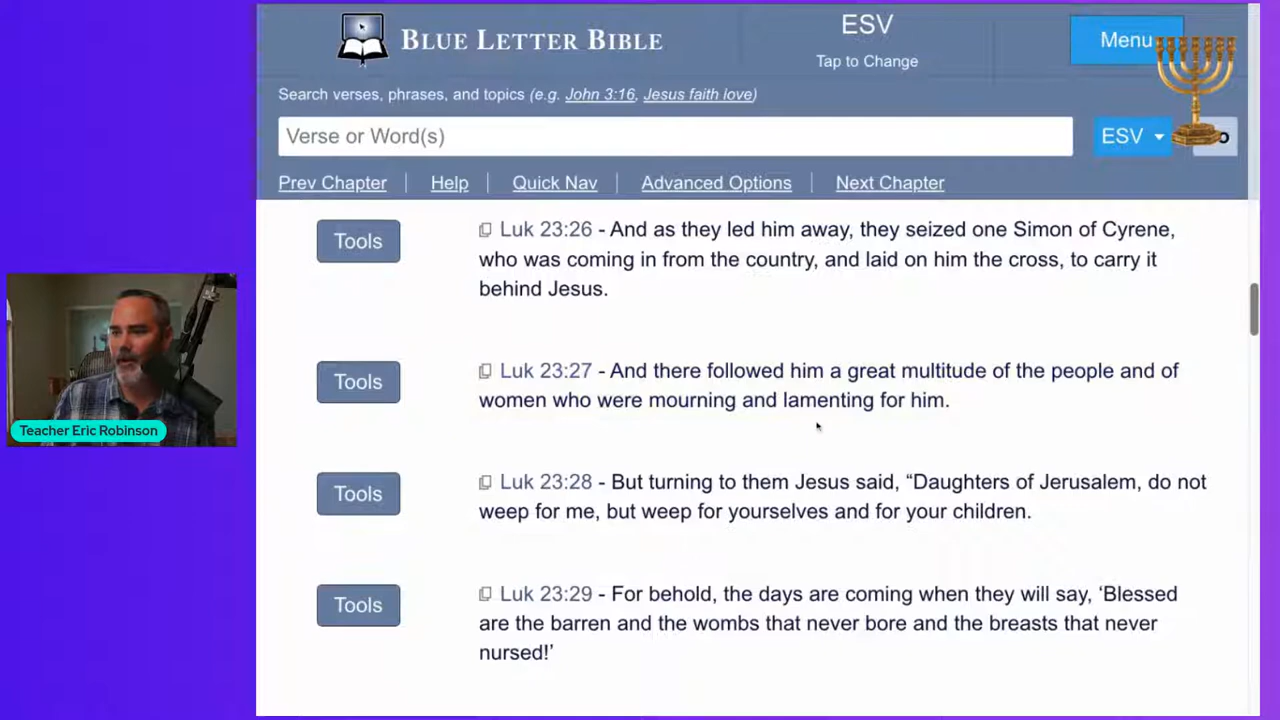 BLUE LETTER BIBLE
ESV
Tap to Change
Menu
Search verses, phrases, and topics (e.g. John 3:16, Jesus faith love)
Verse or Word(s)
ESV
Prev Chapter | Help | Quick Nav | Advanced Options | Next Chapter
Tools
Luk 23:26 - And as they led him away, they seized one Simon of Cyrene,
who was coming in from the country, and laid on him the cross, to carry it
behind Jesus.
Tools
Luk 23:27 - And there followed him a great multitude of the people and of
women who were mourning and lamenting for him.
Teacher Eric Robinson
Tools
Luk 23:28 - But turning to them Jesus said, “Daughters of Jerusalem, do not
weep for me, but weep for yourselves and for your children.
Tools
Luk 23:29 - For behold, the days are coming when they will say, ‘Blessed
are the barren and the wombs that never bore and the breasts that never
nursed!’